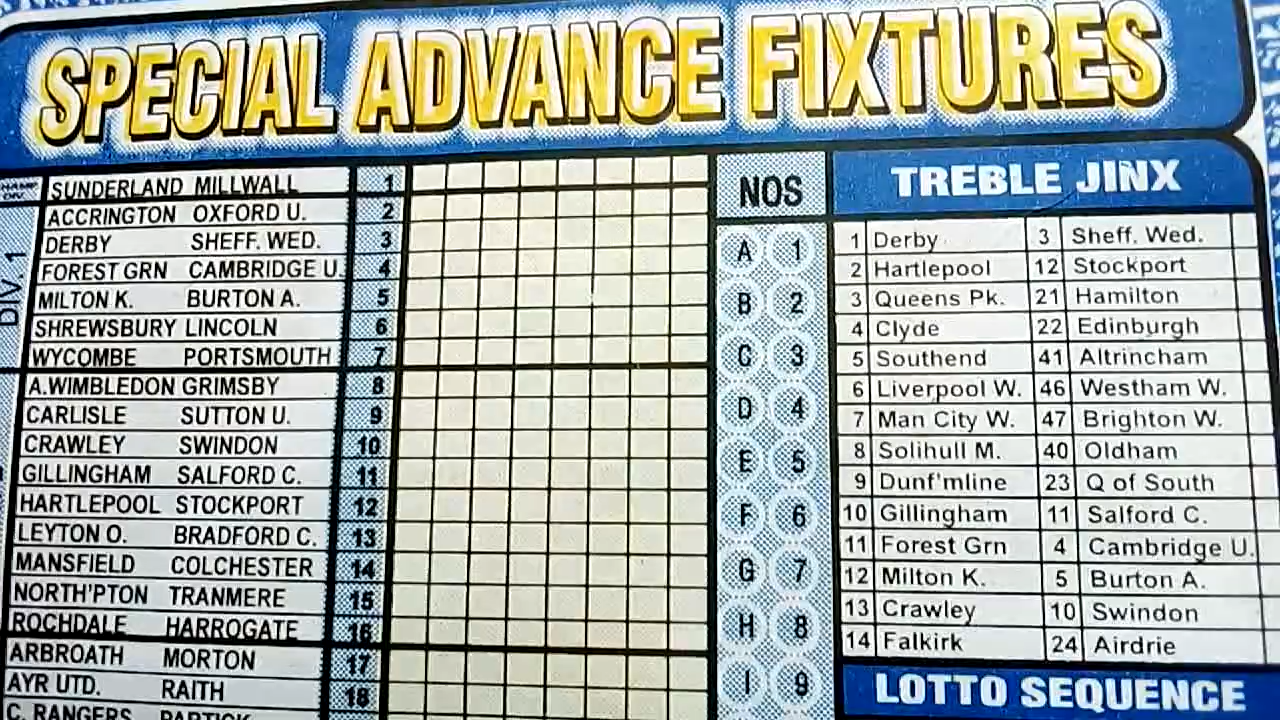 SPECIAL ADVANCE FIXTURES
SUNDERLAND MILLWALL 1
ACCRINGTON OXFORD U. 2
DERBY SHEFF. WED. 3
FOREST GRN CAMBRIDGE U. 4
MILTON K. BURTON A. 5
SHREWSBURY LINCOLN 6
WYCOMBE PORTSMOUTH 7
A.WIMBLEDON GRIMSBY 8
CARLISLE SUTTON U. 9
CRAWLEY SWINDON 10
GILLINGHAM SALFORD C. 11
HARTLEPOOL STOCKPORT 12
LEYTON O. BRADFORD C. 13
MANSFIELD COLCHESTER 14
NORTH'PTON TRANMERE 15
ROCHDALE HARROGATE 16
ARBROATH MORTON 17
AYR UTD. RAITH 18
C. RANGERS PARTICK
DIV. 1
NOS
A 1
B 2
C 3
D 4
E 5
F 6
G 7
H 8
I 9
TREBLE JINX
1 Derby 3 Sheff. Wed.
2 Hartlepool 12 Stockport
3 Queens Pk. 21 Hamilton
4 Clyde 22 Edinburgh
5 Southend 41 Altrincham
6 Liverpool W. 46 Westham W.
7 Man City W. 47 Brighton W.
8 Solihull M. 40 Oldham
9 Dunf'mline 23 Q of South
10 Gillingham 11 Salford C.
11 Forest Grn 4 Cambridge U.
12 Milton K. 5 Burton A.
13 Crawley 10 Swindon
14 Falkirk 24 Airdrie
LOTTO SEQUENCE